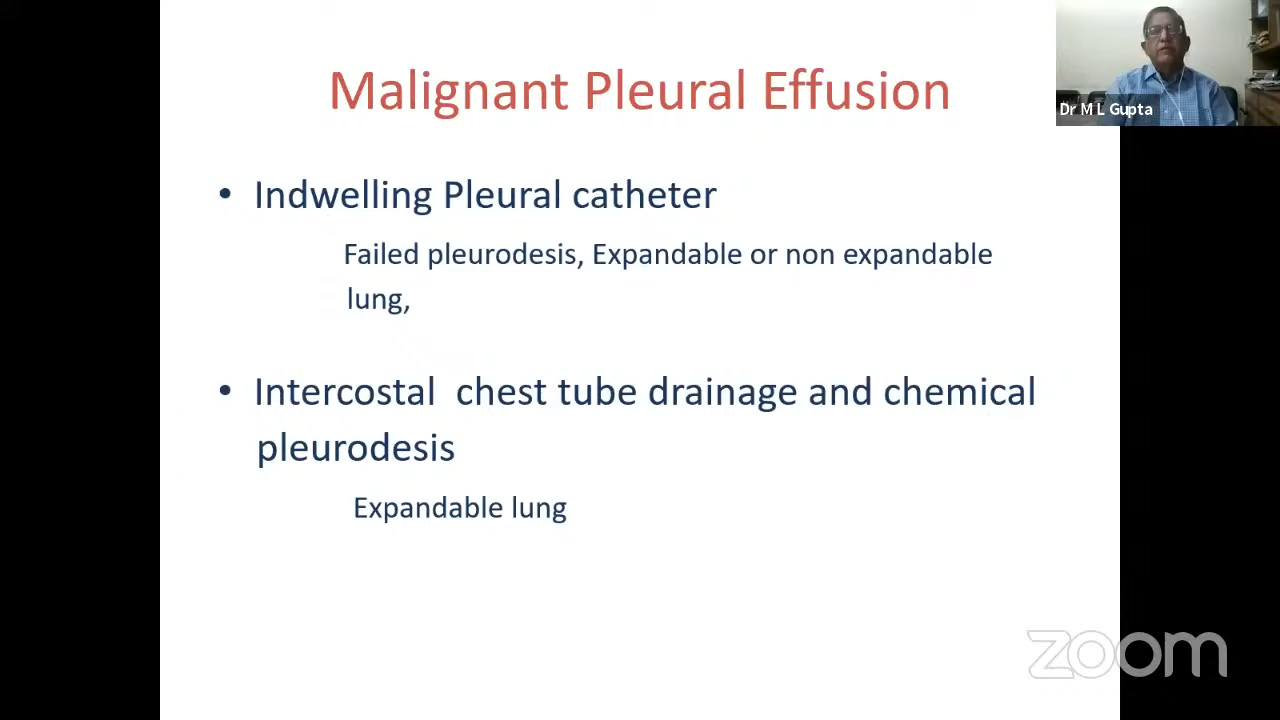 Malignant Pleural Effusion
Dr M L Gupta
• Indwelling Pleural catheter
Failed pleurodesis, Expandable or non expandable
lung,
• Intercostal chest tube drainage and chemical
pleurodesis
Expandable lung
zoom